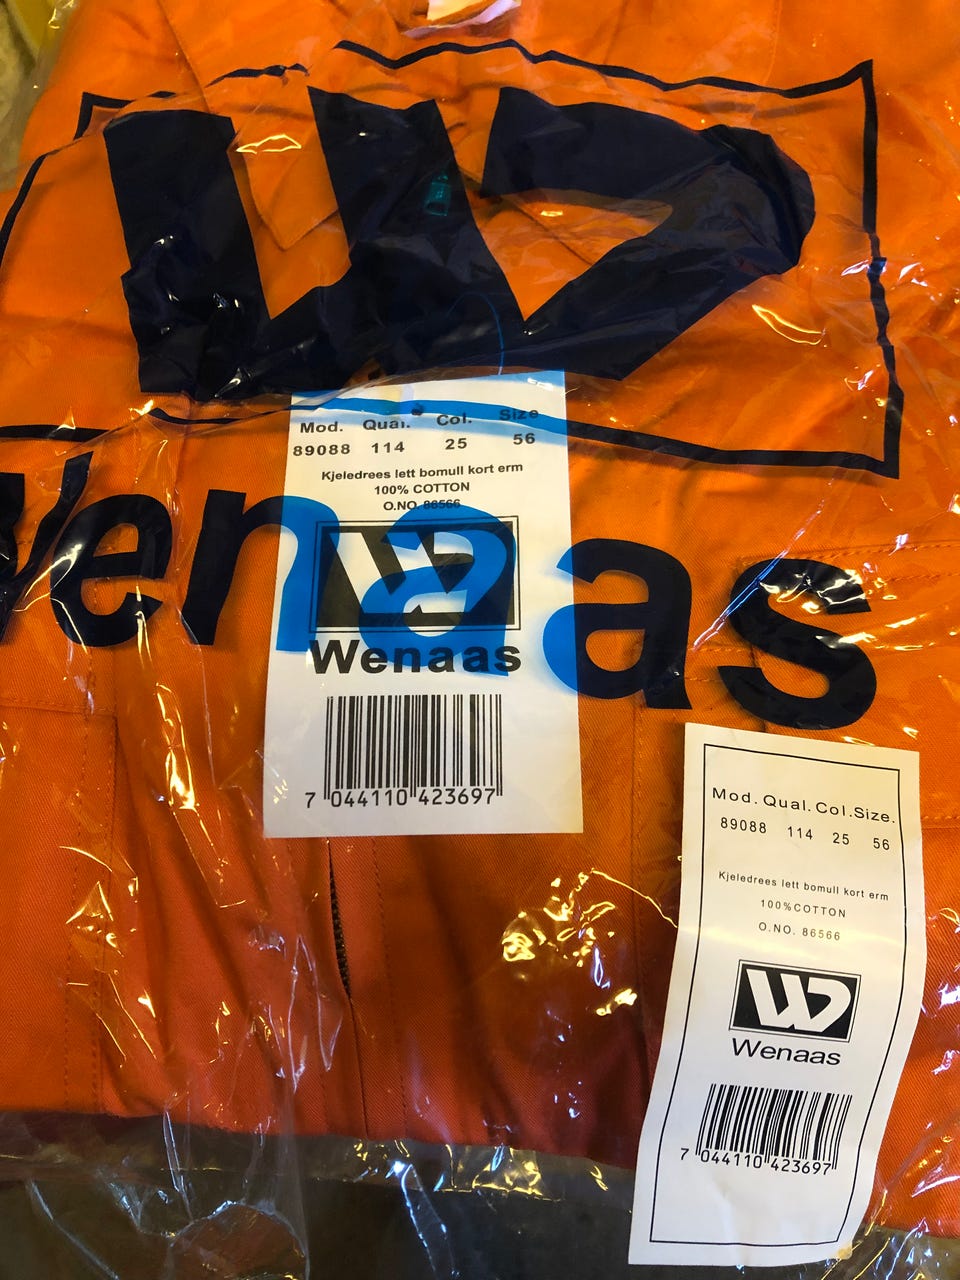 Wenaas
Mod. Qual. Col. Size
89088 114 25 56
Kjeledrees lett bomull kort erm
100% COTTON
O.NO. 86566
W
Wenaas
7 044110 423697
Mod. Qual. Col. Size.
89088 114 25 56
Kjeledrees lett bomull kort erm
100%COTTON
O.NO. 86566
W
Wenaas
7 044110 423697